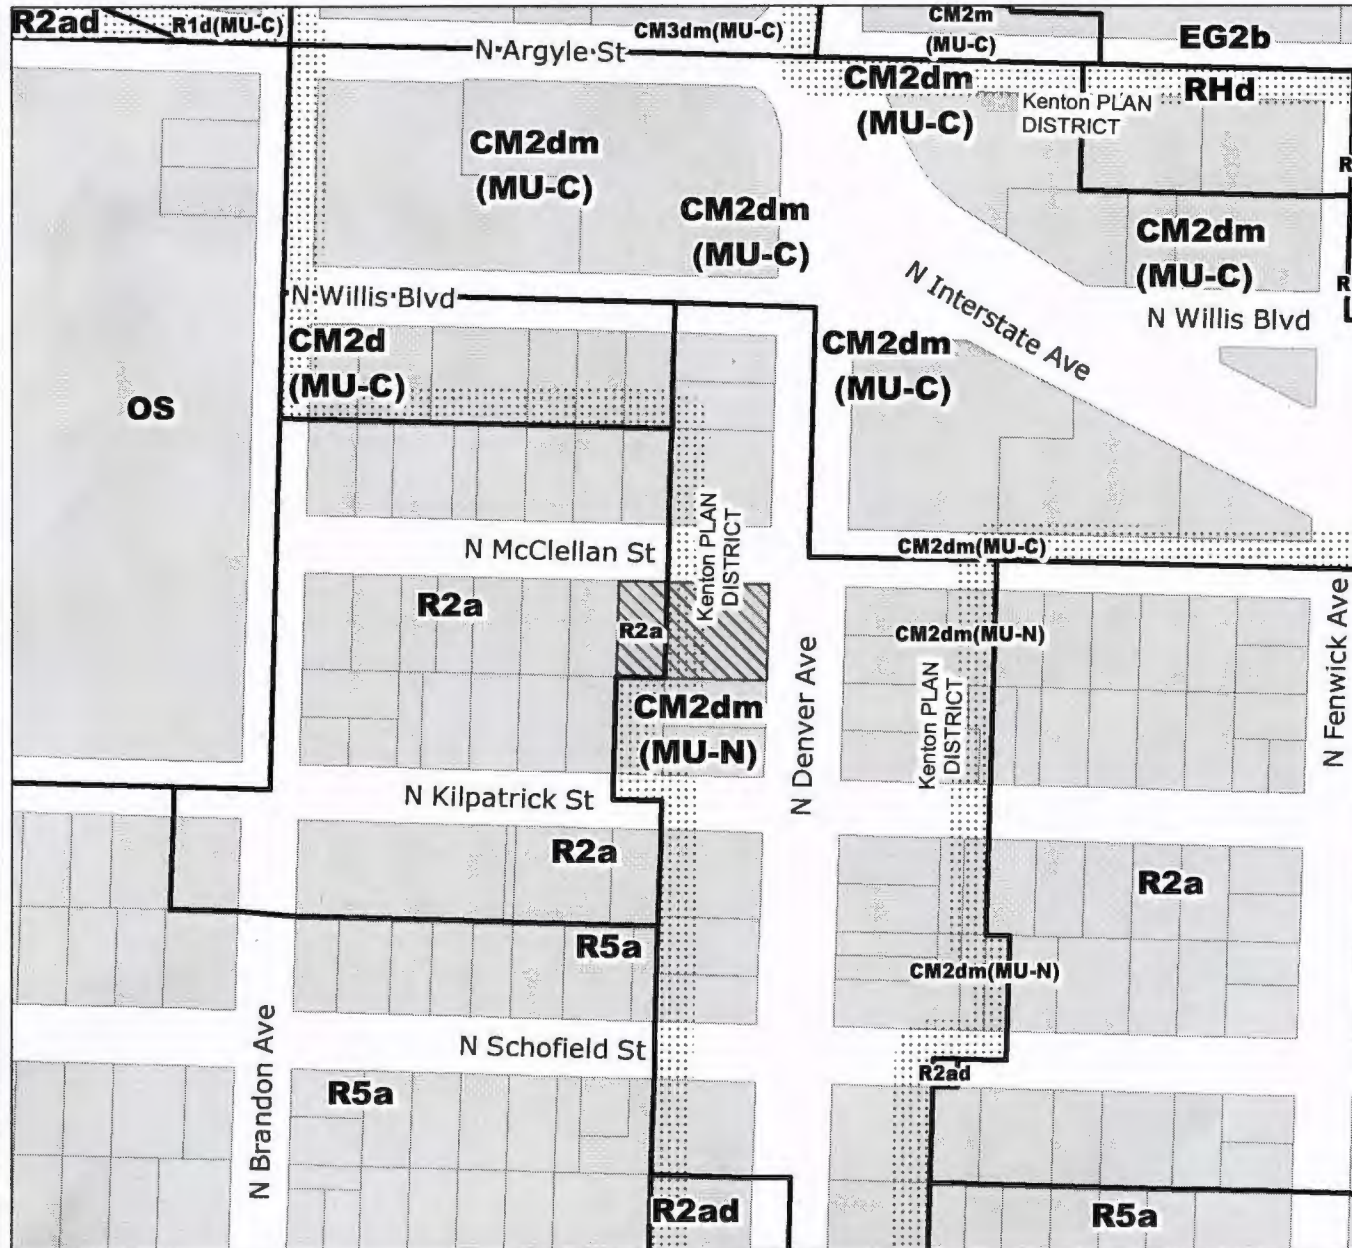 R2ad
R1d(MU-C)
CM3dm(MU-C)
CM2m
(MU-C)
EG2b
N Argyle St
CM2dm
(MU-C)
RHd
Kenton PLAN
DISTRICT
CM2dm
(MU-C)
R
CM2dm
(MU-C)
CM2dm
(MU-C)
N Interstate Ave
R
N Willis Blvd
N Willis Blvd
CM2d
(MU-C)
CM2dm
(MU-C)
OS
Kenton PLAN
DISTRICT
N McClellan St
CM2dm(MU-C)
R2a
R2a
CM2dm(MU-N)
N Denver Ave
Kenton PLAN
DISTRICT
N Fenwick Ave
CM2dm
(MU-N)
N Kilpatrick St
R2a
R2a
R5a
CM2dm(MU-N)
N Brandon Ave
N Schofield St
R2ad
R5a
R2ad
R5a